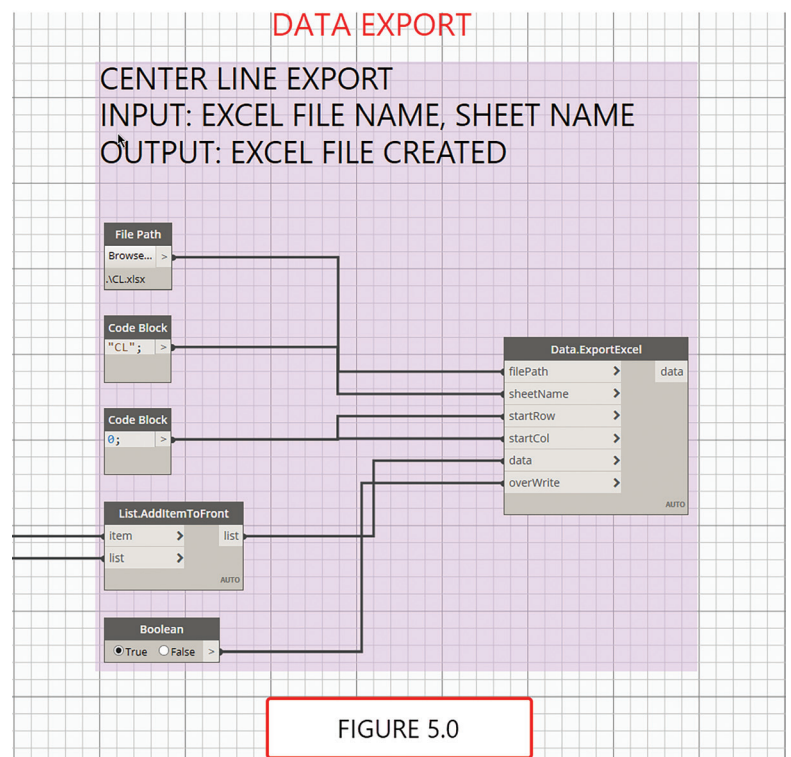 DATA EXPORT
CENTER LINE EXPORT
INPUT: EXCEL FILE NAME, SHEET NAME
OUTPUT: EXCEL FILE CREATED
File Path
Browse... >
.\CL.xlsx
Code Block
"CL"; >
Code Block
0; >
List.AddItemToFront
item > list
list >
AUTO
Boolean
True False >
Data.ExportExcel
filePath > data
sheetName >
startRow >
startCol >
data >
overWrite >
AUTO
FIGURE 5.0